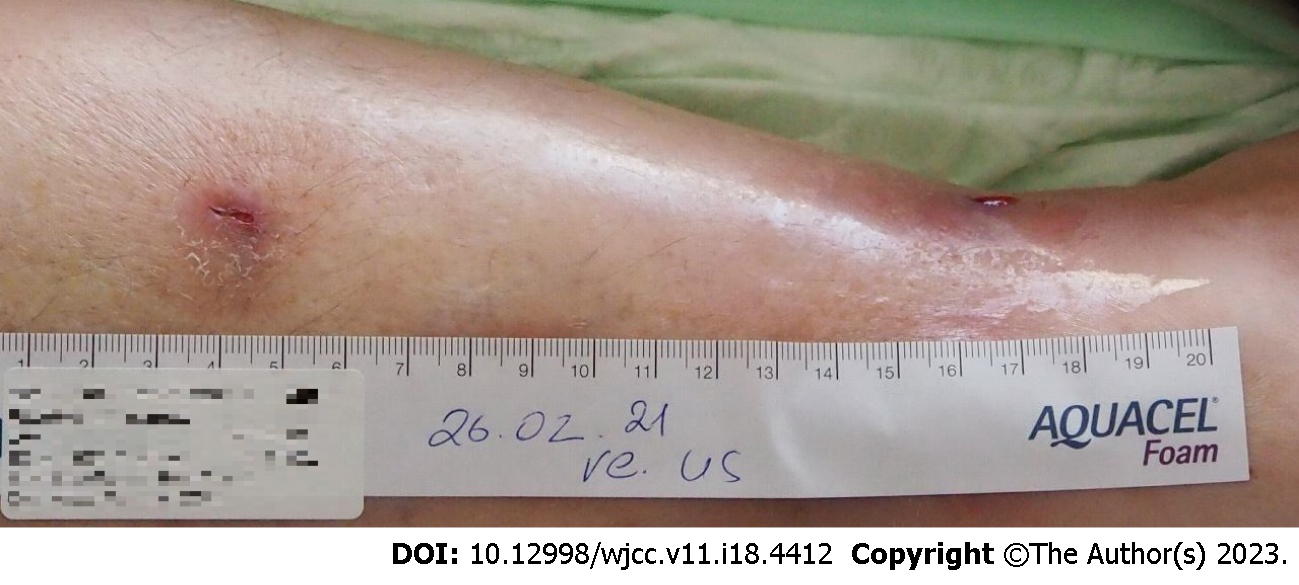 1 2 3 4 5 6 7 8 9 10 11 12 13 14 15 16 17 18 19 20
26.02.21
re. US
AQUACEL®
Foam
DOI: 10.12998/wjcc.v11.i18.4412 Copyright ©The Author(s) 2023.